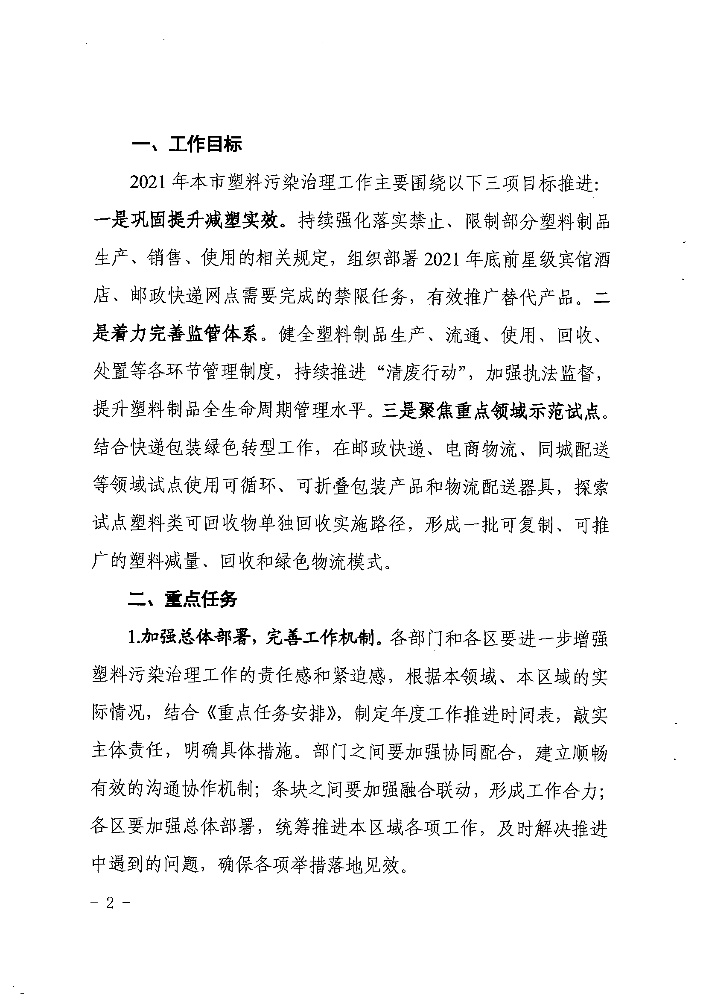 一、工作目标
2021 年本市塑料污染治理工作主要围绕以下三项目标推进：
一是巩固提升减塑实效。持续强化落实禁止、限制部分塑料制品
生产、销售、使用的相关规定，组织部署 2021 年底前星级宾馆酒
店、邮政快递网点需要完成的禁限任务，有效推广替代产品。二
是着力完善监管体系。健全塑料制品生产、流通、使用、回收、
处置等各环节管理制度，持续推进“清废行动”，加强执法监督，
提升塑料制品全生命周期管理水平。三是聚焦重点领域示范试点。
结合快递包装绿色转型工作，在邮政快递、电商物流、同城配送
等领域试点使用可循环、可折叠包装产品和物流配送器具，探索
试点塑料类可回收物单独回收实施路径，形成一批可复制、可推
广的塑料减量、回收和绿色物流模式。
二、重点任务
1.加强总体部署，完善工作机制。各部门和各区要进一步增强
塑料污染治理工作的责任感和紧迫感，根据本领域、本区域的实
际情况，结合《重点任务安排》，制定年度工作推进时间表，敲实
主体责任，明确具体措施。部门之间要加强协同配合，建立顺畅
有效的沟通协作机制；条块之间要加强融合联动，形成工作合力；
各区要加强总体部署，统筹推进本区域各项工作，及时解决推进
中遇到的问题，确保各项举措落地见效。
- 2 -